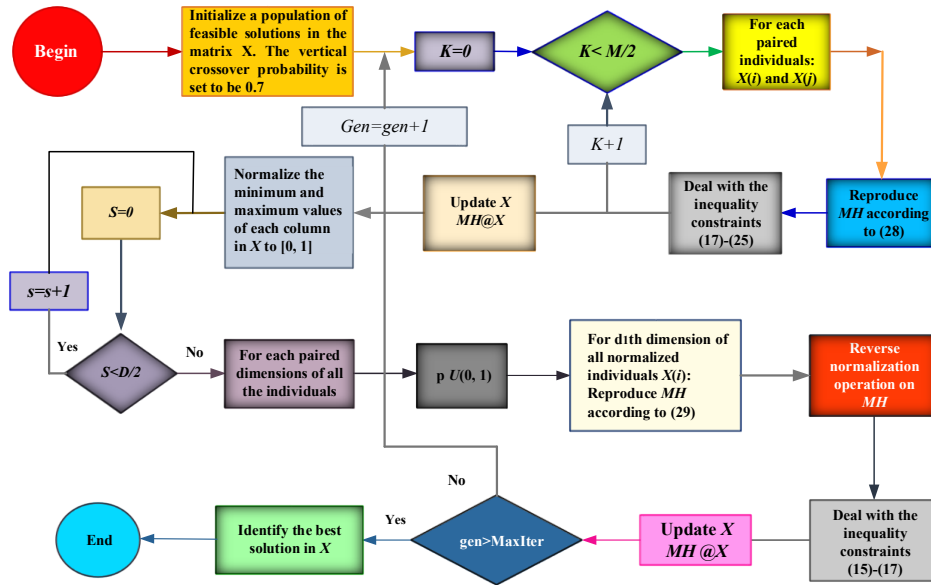 Begin
Initialize a population of
feasible solutions in the
matrix X. The vertical
crossover probability is
set to be 0.7
K=0
K< M/2
For each
paired
individuals:
X(i) and X(j)
Gen=gen+1
K+1
S=0
Normalize the
minimum and
maximum values
of each column
in X to [0, 1]
Update X
MH@X
Deal with the
inequality
constraints
(17)-(25)
Reproduce
MH according
to (28)
s=s+1
Yes
S<D/2
No
For each paired
dimensions of all
the individuals
p U(0, 1)
For d1th dimension of
all normalized
individuals X(i):
Reproduce MH
according to (29)
Reverse
normalization
operation on
MH
No
End
Identify the best
solution in X
Yes
gen>MaxIter
Update X
MH @X
Deal with the
inequality
constraints
(15)-(17)